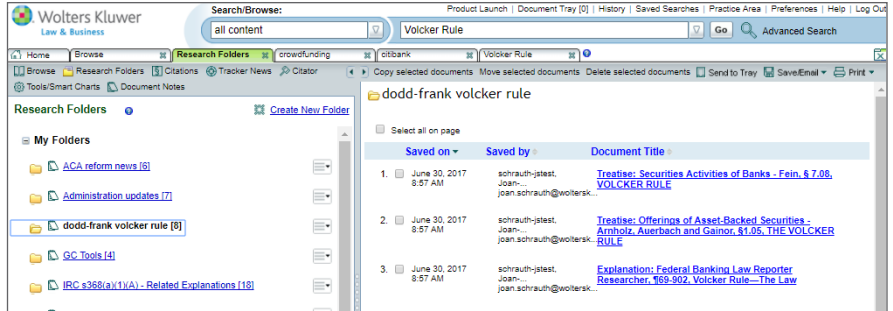 Wolters Kluwer
Law & Business
Search/Browse:
Product Launch | Document Tray [0] | History | Saved Searches | Practice Area | Preferences | Help | Log Out
all content
Volcker Rule
Go
Advanced Search
Home
Browse
Research Folders
crowdfunding
citibank
Volcker Rule
Browse Research Folders Citations Tracker News Citator
Copy selected documents Move selected documents Delete selected documents Send to Tray Save/Email Print
Tools/Smart Charts Document Notes
Research Folders
Create New Folder
My Folders
ACA reform news [6]
Administration updates [7]
dodd-frank volcker rule [8]
GC Tools [4]
IRC s368(a)(1)(A) - Related Explanations [18]
dodd-frank volcker rule
Select all on page
Saved on Saved by Document Title
1. June 30, 2017 schrauth-jstest, Treatise: Securities Activities of Banks - Fein, § 7.08,
8:57 AM Joan-... VOLCKER RULE
joan.schrauth@woltersk...
2. June 30, 2017 schrauth-jstest, Treatise: Offerings of Asset-Backed Securities -
8:57 AM Joan-... Arnholz, Auerbach and Gainor, §1.05, THE VOLCKER
joan.schrauth@woltersk... RULE
3. June 30, 2017 schrauth-jstest, Explanation: Federal Banking Law Reporter
8:57 AM Joan-... Researcher, ¶69-902, Volcker Rule—The Law
joan.schrauth@woltersk...